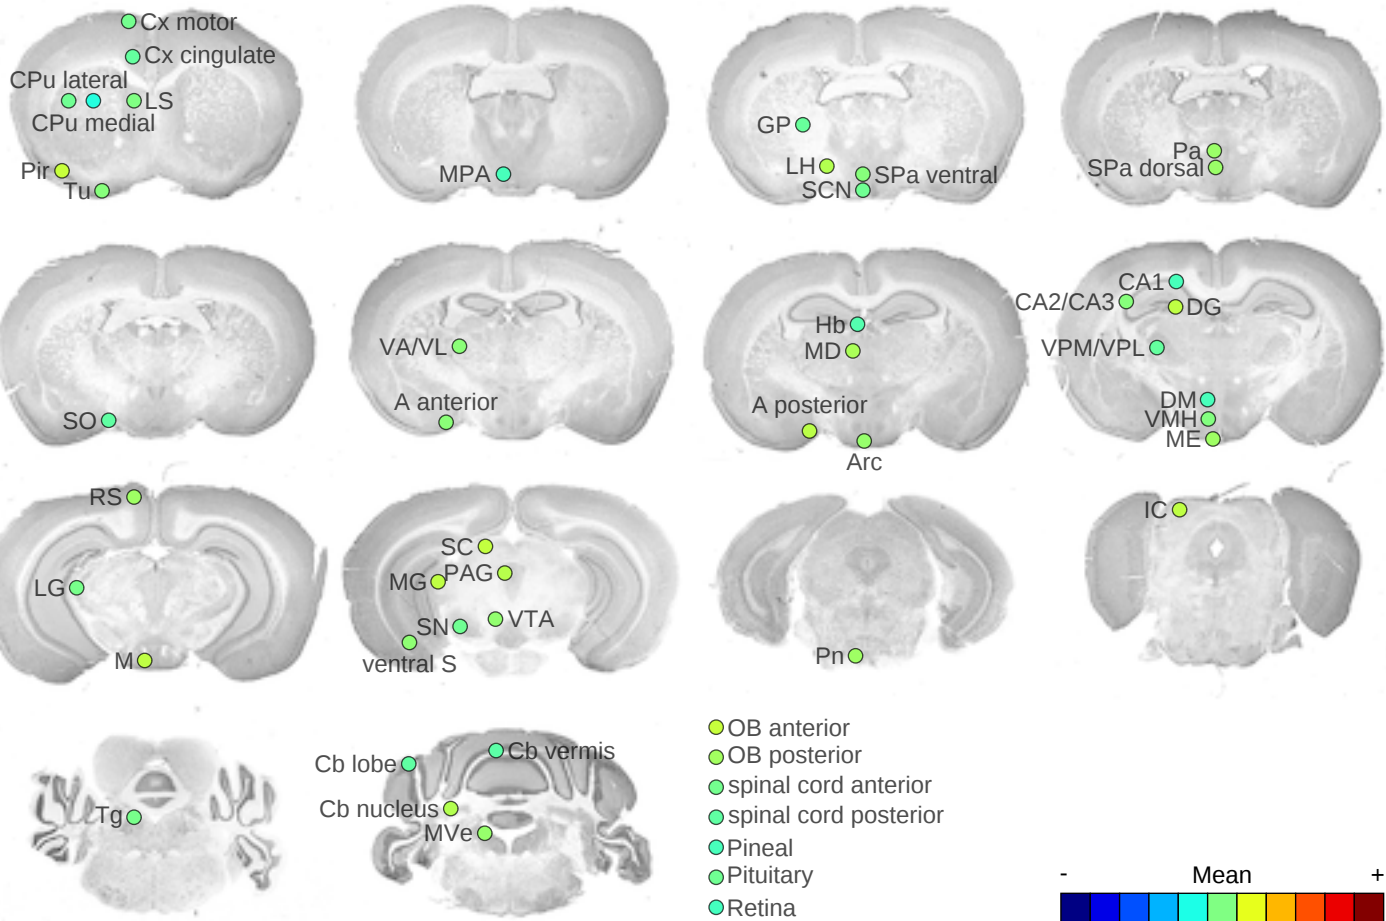 Cx motor
Cx cingulate
CPu lateral
LS
CPu medial
Pir
Tu
MPA
GP
LH
SPa ventral
SCN
Pa
SPa dorsal
SO
VA/VL
A anterior
Hb
MD
A posterior
Arc
CA1
CA2/CA3
DG
VPM/VPL
DM
VMH
ME
RS
LG
M
SC
MG
PAG
SN
VTA
ventral S
Pn
IC
Tg
Cb lobe
Cb vermis
Cb nucleus
MVe
OB anterior
OB posterior
spinal cord anterior
spinal cord posterior
Pineal
Pituitary
Retina
- Mean +